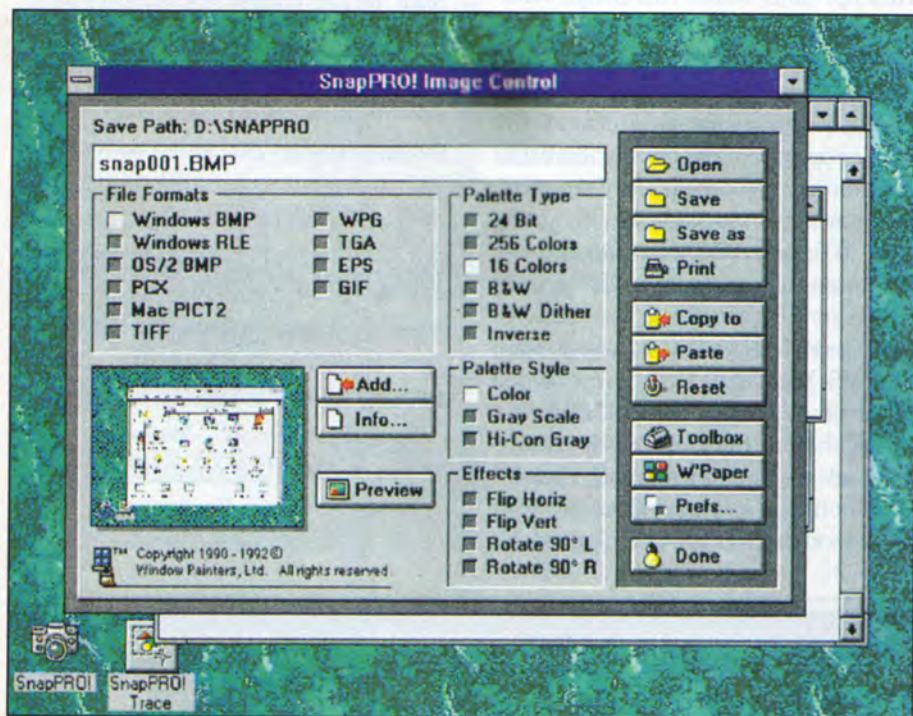 SnapPRO! Image Control
Save Path: D:\SNAPPRO
snap001.BMP
File Formats
Windows BMP
Windows RLE
OS/2 BMP
PCX
Mac PICT2
TIFF
WPG
TGA
EPS
GIF
Palette Type
24 Bit
256 Colors
16 Colors
B&W
B&W Dither
Inverse
Palette Style
Color
Gray Scale
Hi-Con Gray
Effects
Flip Horiz
Flip Vert
Rotate 90° L
Rotate 90° R
Add...
Info...
Preview
Open
Save
Save as
Print
Copy to
Paste
Reset
Toolbox
W'Paper
Prefs...
Done
TM
Copyright 1990 - 1992 ©
Window Painters, Ltd. All rights reserved.
SnapPRO!
SnapPRO!
Trace